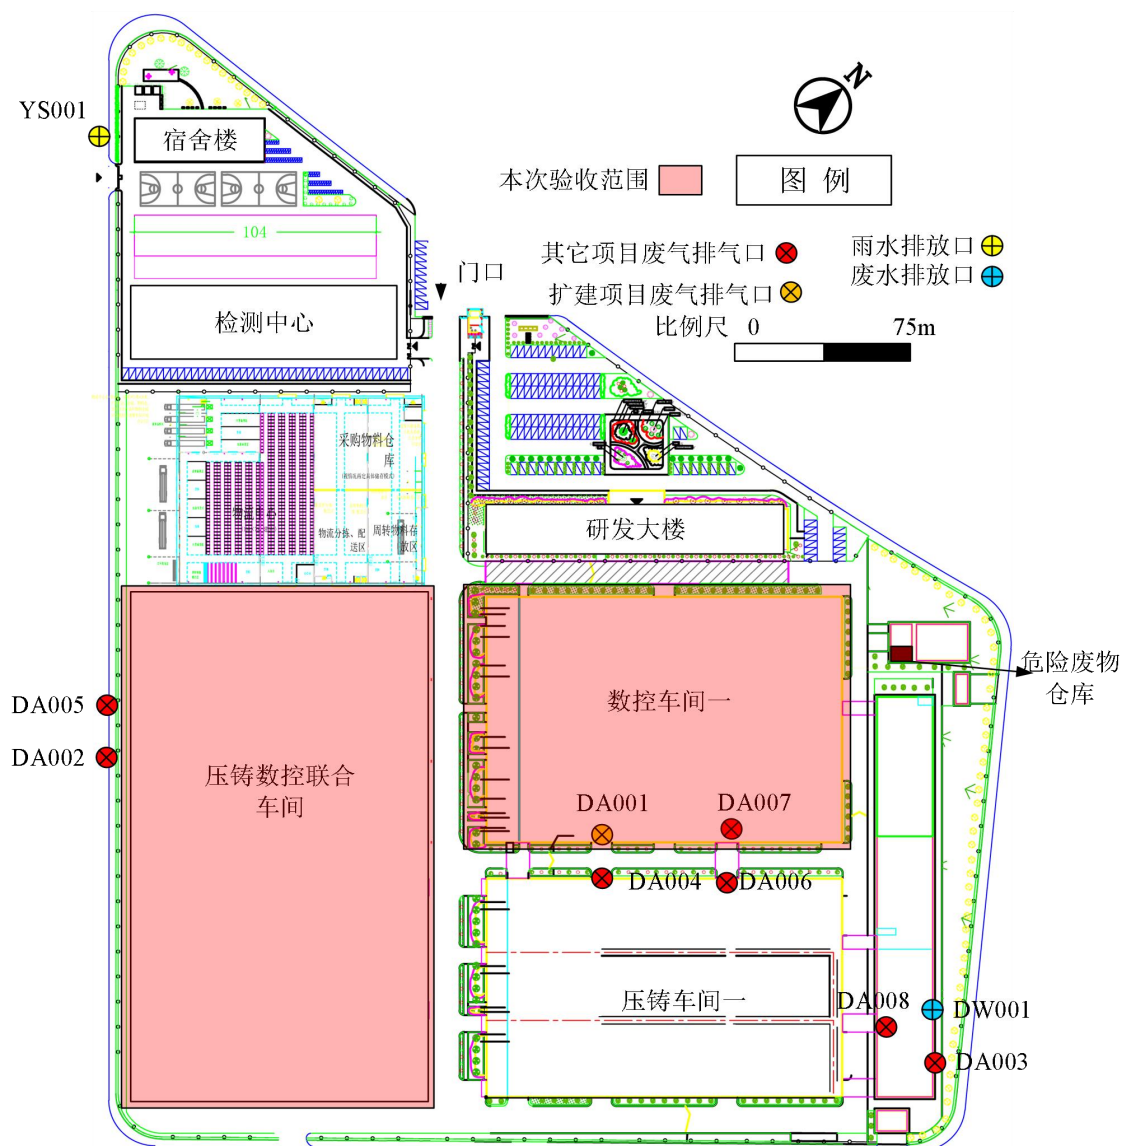 N
YS001
宿舍楼
本次验收范围
图 例
104
其它项目废气排气口
雨水排放口
废水排放口
门口
扩建项目废气排气口
检测中心
比例尺 0 75m
采购物料仓
库
物流分拣、配
送区
周转物料存
放区
研发大楼
危险废物
仓库
DA005
数控车间一
DA002
压铸数控联合
车间
DA001
DA007
DA004
DA006
压铸车间一
DA008
DW001
DA003